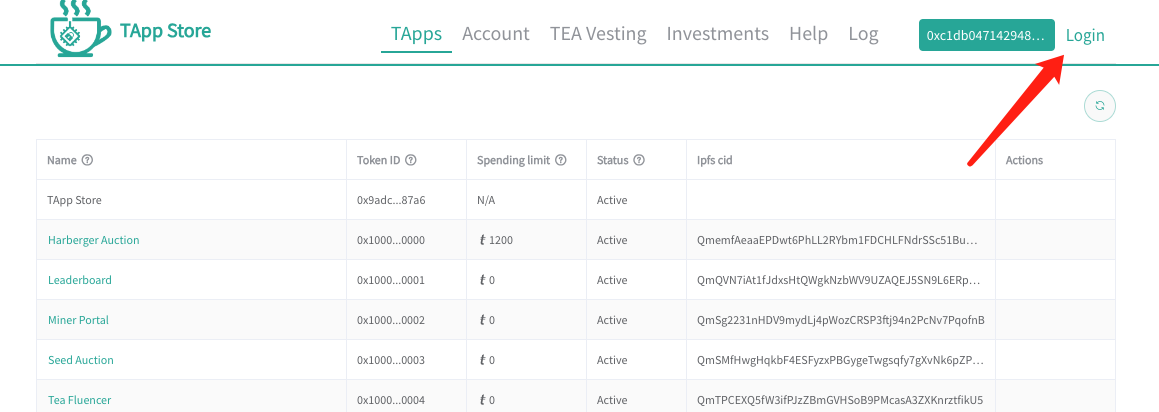 TApp Store
TApps Account TEA Vesting Investments Help Log 0xc1db047142948... Login
Name Token ID Spending limit Status Ipfs cid Actions
TApp Store 0x9adc...87a6 N/A Active
Harberger Auction 0x1000...0000 t 1200 Active QmemfAeaaEPDwt6PhLL2RYbm1FDCHLFNdrSSc51Bu...
Leaderboard 0x1000...0001 t 0 Active QmQVN7iAt1fJdxsHtQWgkNzbWV9UZAQEJ5SN9L6ERp...
Miner Portal 0x1000...0002 t 0 Active QmSg2231nHDV9mydLj4pWozCRSP3ftj94n2PcNv7PqofnB
Seed Auction 0x1000...0003 t 0 Active QmSMfHwgHqkbF4ESFyzxPBGygeTwgsqfy7gXvNk6pZP...
Tea Fluencer 0x1000...0004 t 0 Active QmTPCEXQ5fW3ifPJzZBmGVHSoB9PMcasA3ZXKnrztfikU5